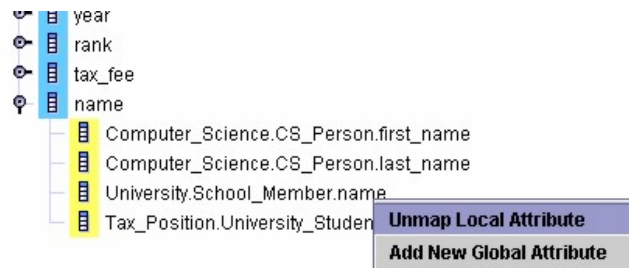 year
rank
tax_fee
name
Computer_Science.CS_Person.first_name
Computer_Science.CS_Person.last_name
University.School_Member.name
Tax_Position.University_Studen
Unmap Local Attribute
Add New Global Attribute